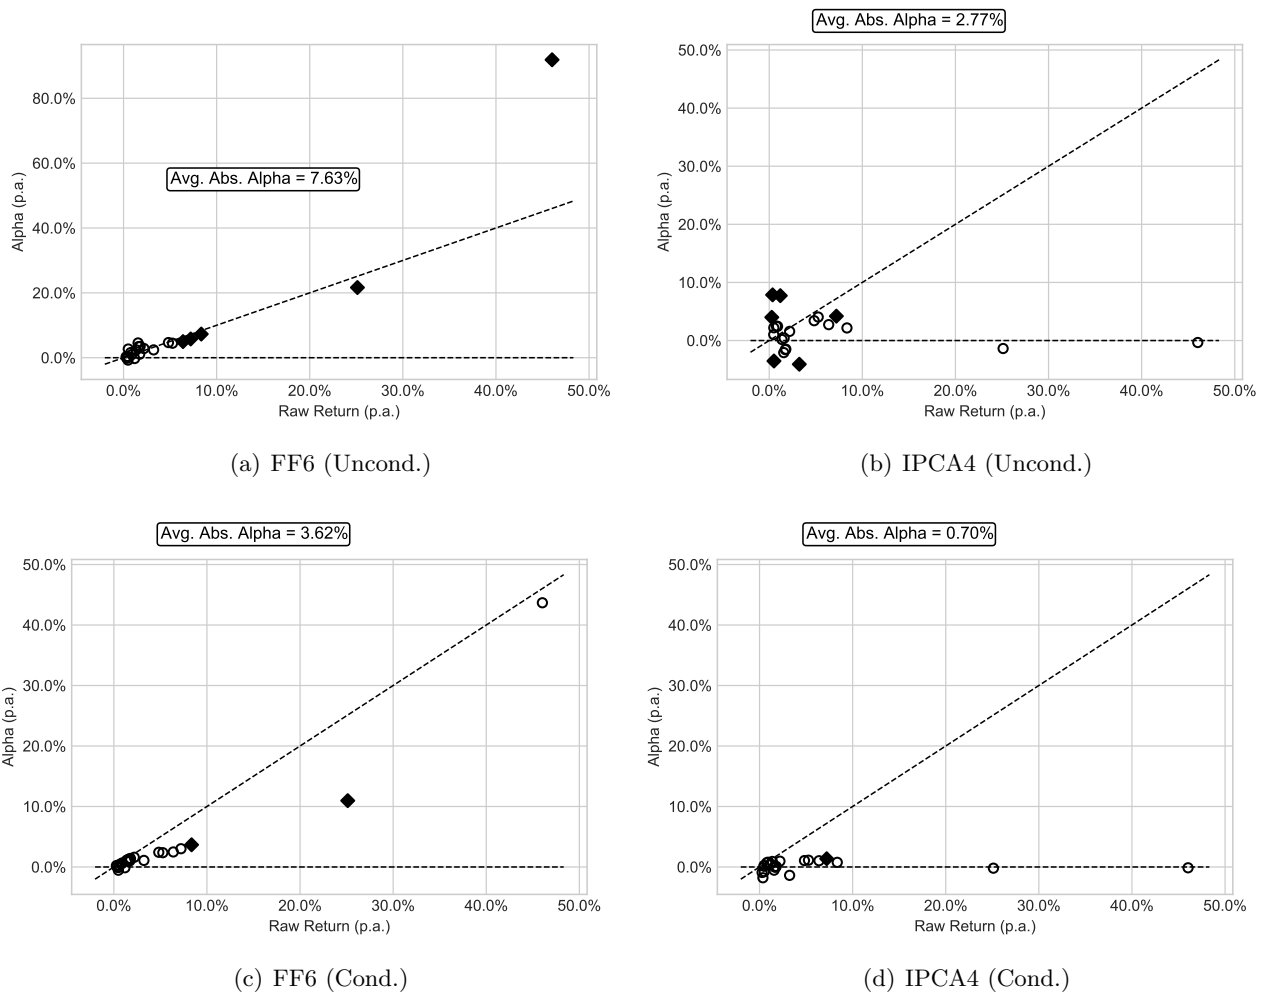 Avg. Abs. Alpha = 7.63%
80.0%
60.0%
40.0%
20.0%
0.0%
Alpha (p.a.)
0.0% 10.0% 20.0% 30.0% 40.0% 50.0%
Raw Return (p.a.)
(a) FF6 (Uncond.)
Avg. Abs. Alpha = 2.77%
50.0%
40.0%
30.0%
20.0%
10.0%
0.0%
Alpha (p.a.)
0.0% 10.0% 20.0% 30.0% 40.0% 50.0%
Raw Return (p.a.)
(b) IPCA4 (Uncond.)
Avg. Abs. Alpha = 3.62%
50.0%
40.0%
30.0%
20.0%
10.0%
0.0%
Alpha (p.a.)
0.0% 10.0% 20.0% 30.0% 40.0% 50.0%
Raw Return (p.a.)
(c) FF6 (Cond.)
Avg. Abs. Alpha = 0.70%
50.0%
40.0%
30.0%
20.0%
10.0%
0.0%
Alpha (p.a.)
0.0% 10.0% 20.0% 30.0% 40.0% 50.0%
Raw Return (p.a.)
(d) IPCA4 (Cond.)